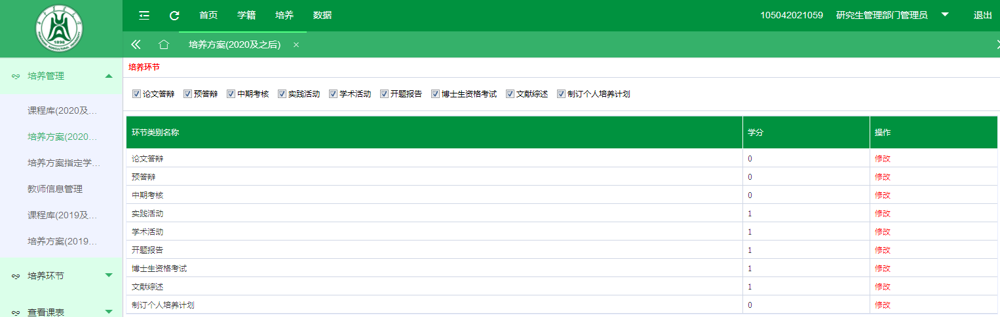 首页 学籍 培养 数据 105042021059 研究生管理部门管理员 退出
1898
培养方案(2020及之后) ×
培养环节
培养管理
课程库(2020及...
培养方案(2020...
培养方案指定学...
教师信息管理
课程库(2019及...
培养方案(2019...
培养环节
查看课表
论文答辩 预答辩 中期考核 实践活动 学术活动 开题报告 博士生资格考试 文献综述 制订个人培养计划
环节类别名称 学分 操作
论文答辩 0 修改
预答辩 0 修改
中期考核 0 修改
实践活动 1 修改
学术活动 1 修改
开题报告 1 修改
博士生资格考试 1 修改
文献综述 1 修改
制订个人培养计划 0 修改